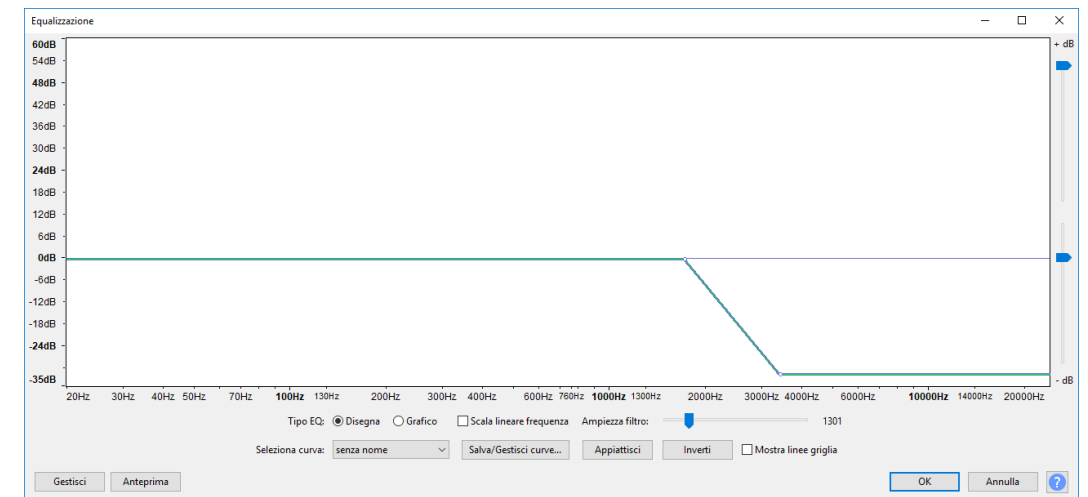 Equalizzazione
60dB
+ dB
54dB
48dB
42dB
36dB
30dB
24dB
18dB
12dB
6dB
0dB
-6dB
-12dB
-18dB
-24dB
-35dB
- dB
20Hz 30Hz 40Hz 50Hz 70Hz 100Hz 130Hz 200Hz 300Hz 400Hz 600Hz 760Hz 1000Hz 1300Hz 2000Hz 3000Hz 4000Hz 6000Hz 10000Hz 14000Hz 20000Hz
Tipo EQ: Disegna Grafico Scala lineare frequenza Ampiezza filtro: 1301
Seleziona curva: senza nome Salva/Gestisci curve... Appiattisci Inverti Mostra linee griglia
Gestisci Anteprima OK Annulla ?